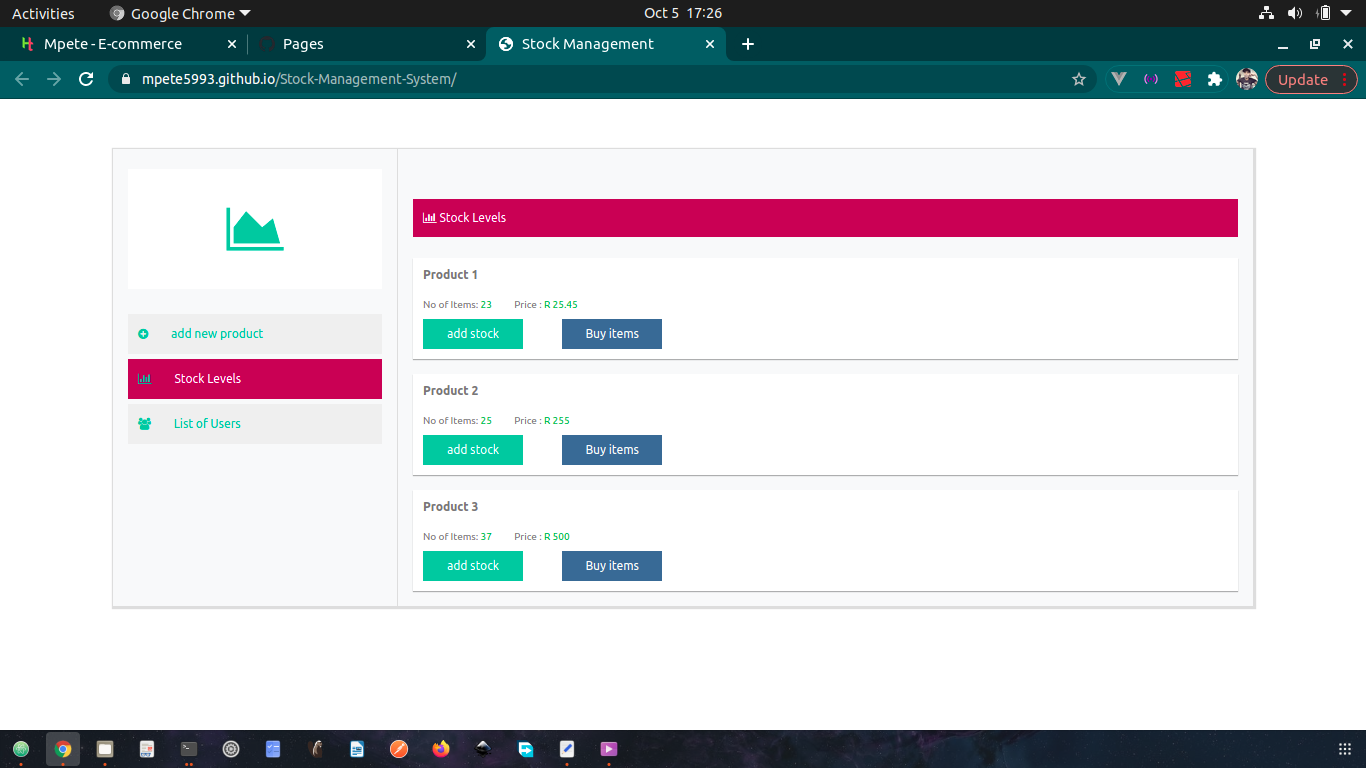 Activities Google Chrome Oct 5 17:26
Mpete - E-commerce Pages Stock Management
mpete5993.github.io/Stock-Management-System/ Update
Stock Levels
Product 1
No of Items: 23 Price : R 25.45
add stock Buy items
add new product
Stock Levels
List of Users
Product 2
No of Items: 25 Price : R 255
add stock Buy items
Product 3
No of Items: 37 Price : R 500
add stock Buy items